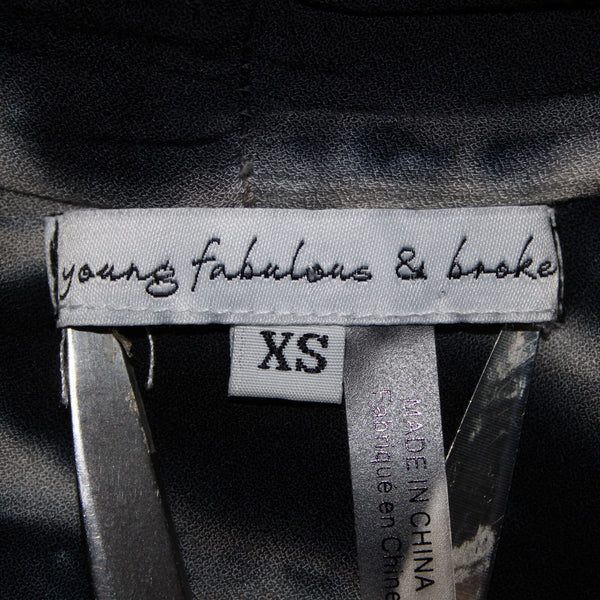 young fabulous & broke
XS
MADE IN CHINA
Fabriqué en Chine